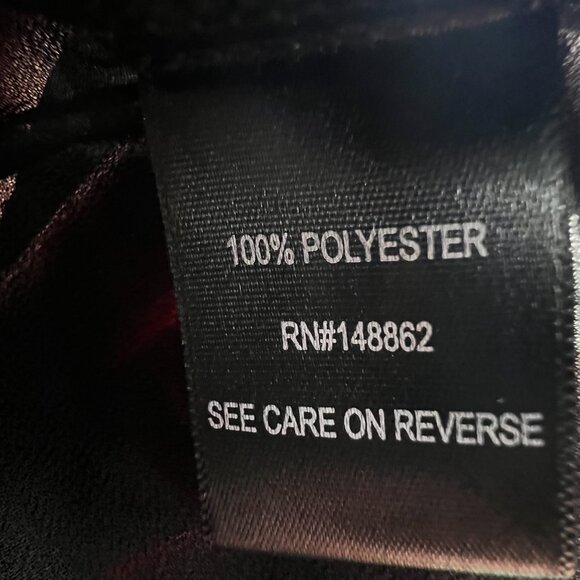 100% POLYESTER
RN#148862
SEE CARE ON REVERSE